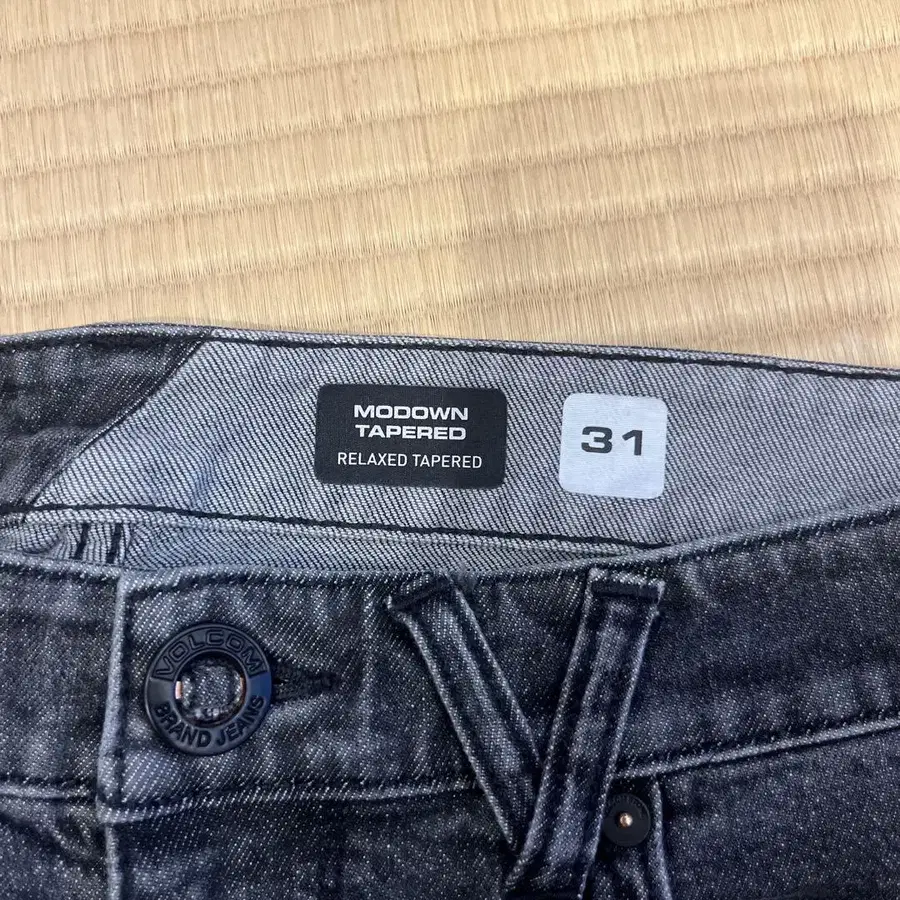 MODOWN
TAPERED
RELAXED TAPERED
31
VOLCOM
BRAND JEANS